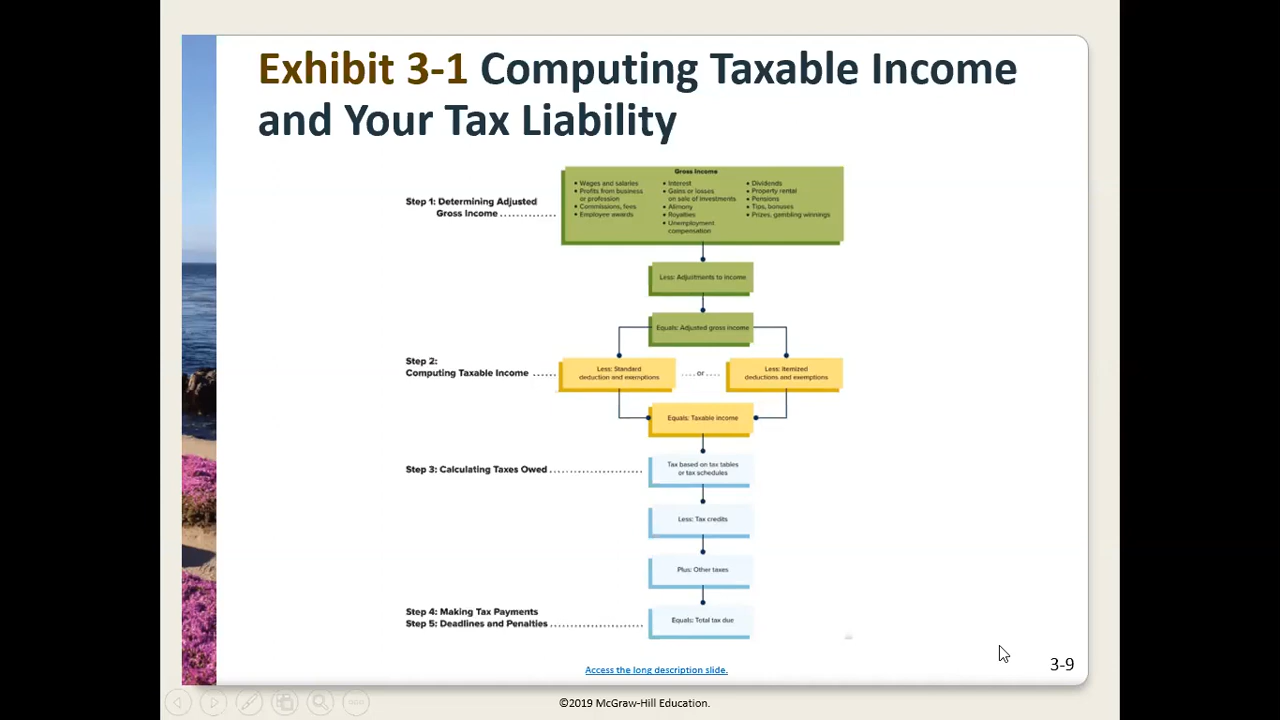 Exhibit 3-1 Computing Taxable Income
and Your Tax Liability
Step 1: Determining Adjusted
Gross Income
Gross Income
• Wages and salaries
• Profits from business
or profession
• Commissions, fees
• Employee awards
• Interest
• Gains or losses
on sale of investments
• Alimony
• Royalties
• Unemployment
compensation
• Dividends
• Property rental
• Pensions
• Tips, bonuses
• Prizes, gambling winnings
Less: Adjustments to income
Equals: Adjusted gross income
Step 2:
Computing Taxable Income
Less: Standard
deduction and exemptions
or
Less: Itemized
deductions and exemptions
Equals: Taxable income
Step 3: Calculating Taxes Owed
Tax based on tax tables
or tax schedules
Less: Tax credits
Plus: Other taxes
Step 4: Making Tax Payments
Step 5: Deadlines and Penalties
Equals: Total tax due
Access the long description slide.
3-9
©2019 McGraw-Hill Education.